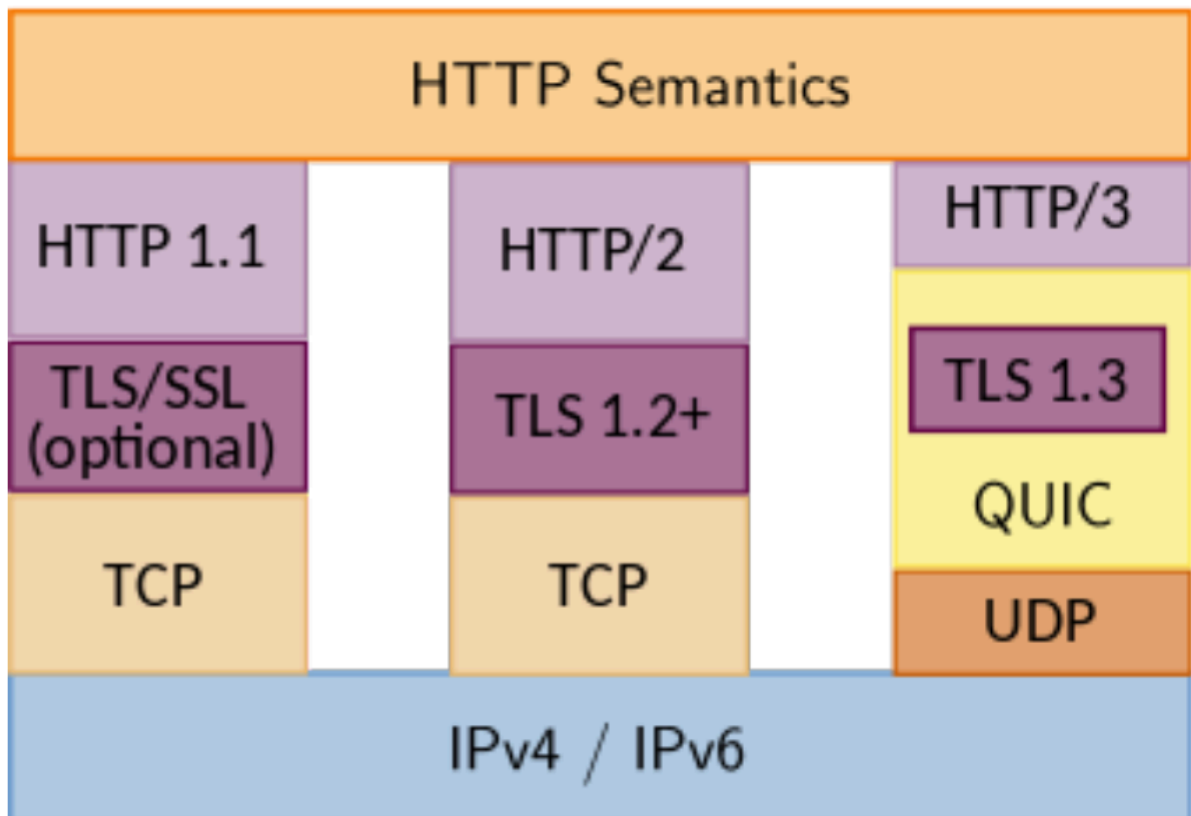 HTTP Semantics
HTTP 1.1
TLS/SSL
(optional)
TCP
HTTP/2
TLS 1.2+
TCP
HTTP/3
TLS 1.3
QUIC
UDP
IPv4 / IPv6